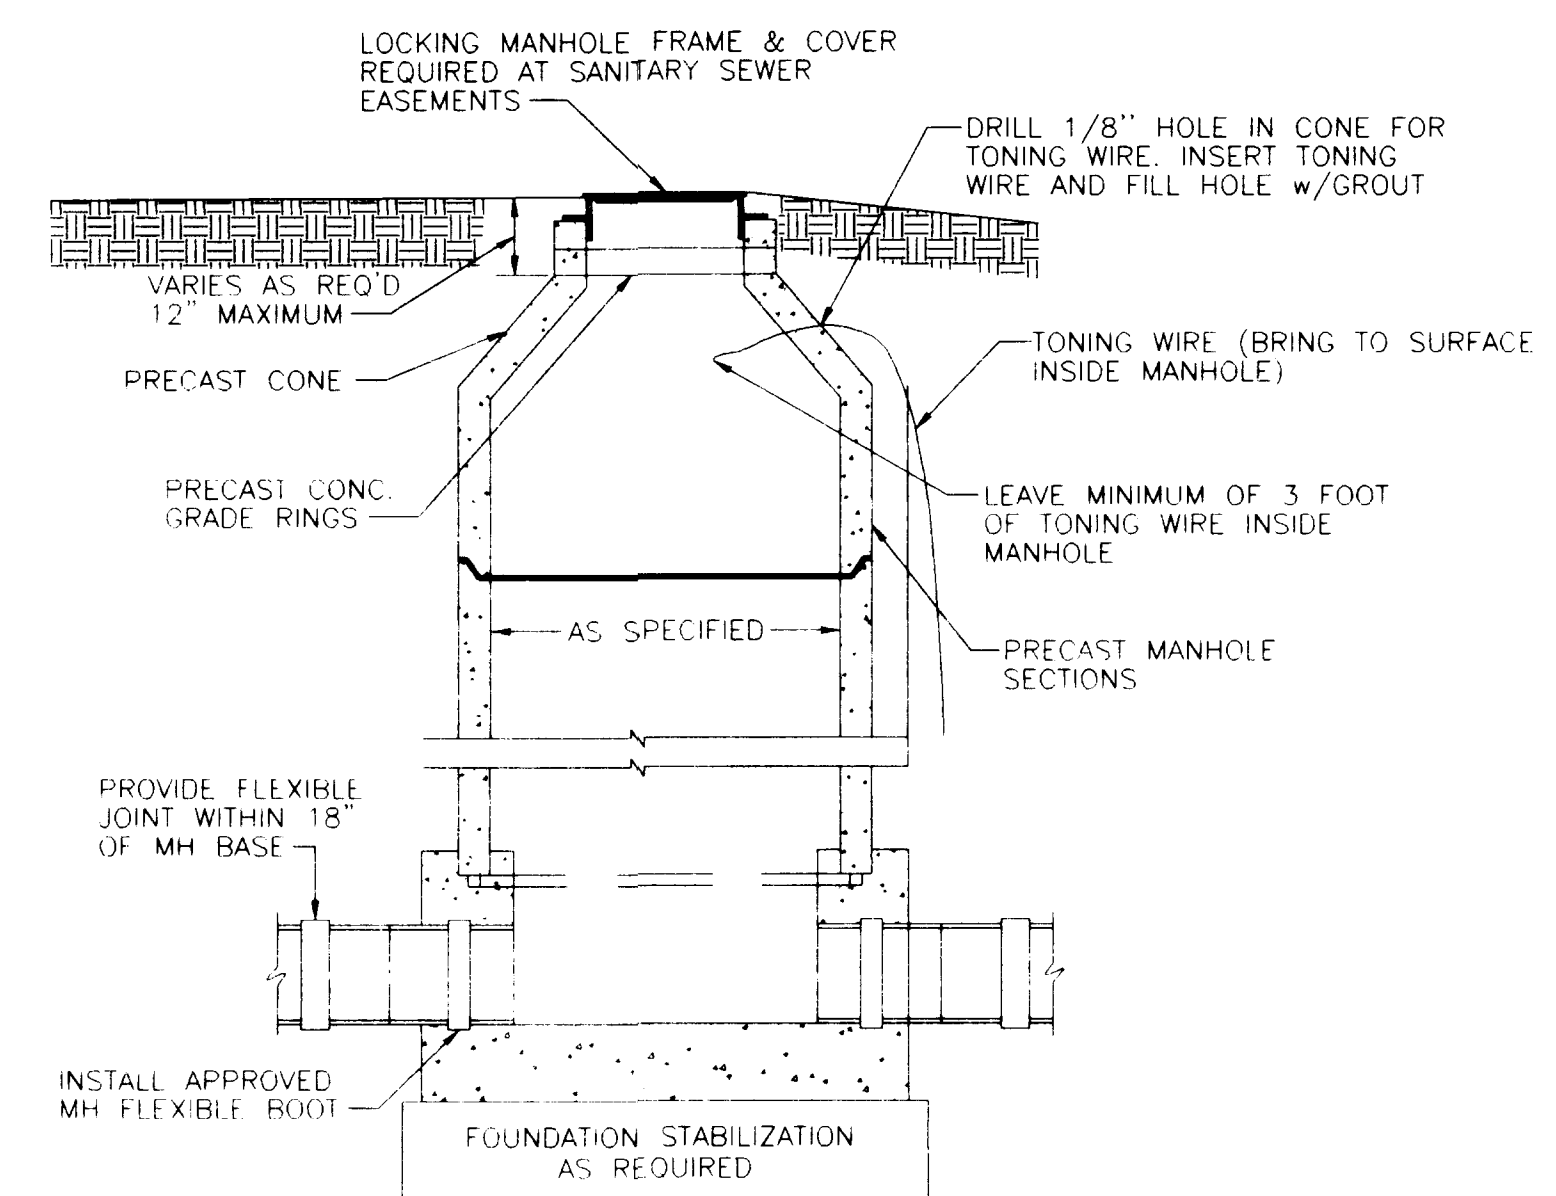 LOCKING MANHOLE FRAME & COVER
REQUIRED AT SANITARY SEWER
EASEMENTS
DRILL 1/8" HOLE IN CONE FOR
TONING WIRE. INSERT TONING
WIRE AND FILL HOLE w/GROUT
VARIES AS REQ'D
12" MAXIMUM
TONING WIRE (BRING TO SURFACE
INSIDE MANHOLE)
PRECAST CONE
PRECAST CONC.
GRADE RINGS
LEAVE MINIMUM OF 3 FOOT
OF TONING WIRE INSIDE
MANHOLE
AS SPECIFIED
PRECAST MANHOLE
SECTIONS
PROVIDE FLEXIBLE
JOINT WITHIN 18"
OF MH BASE
INSTALL APPROVED
MH FLEXIBLE BOOT
FOUNDATION STABILIZATION
AS REQUIRED